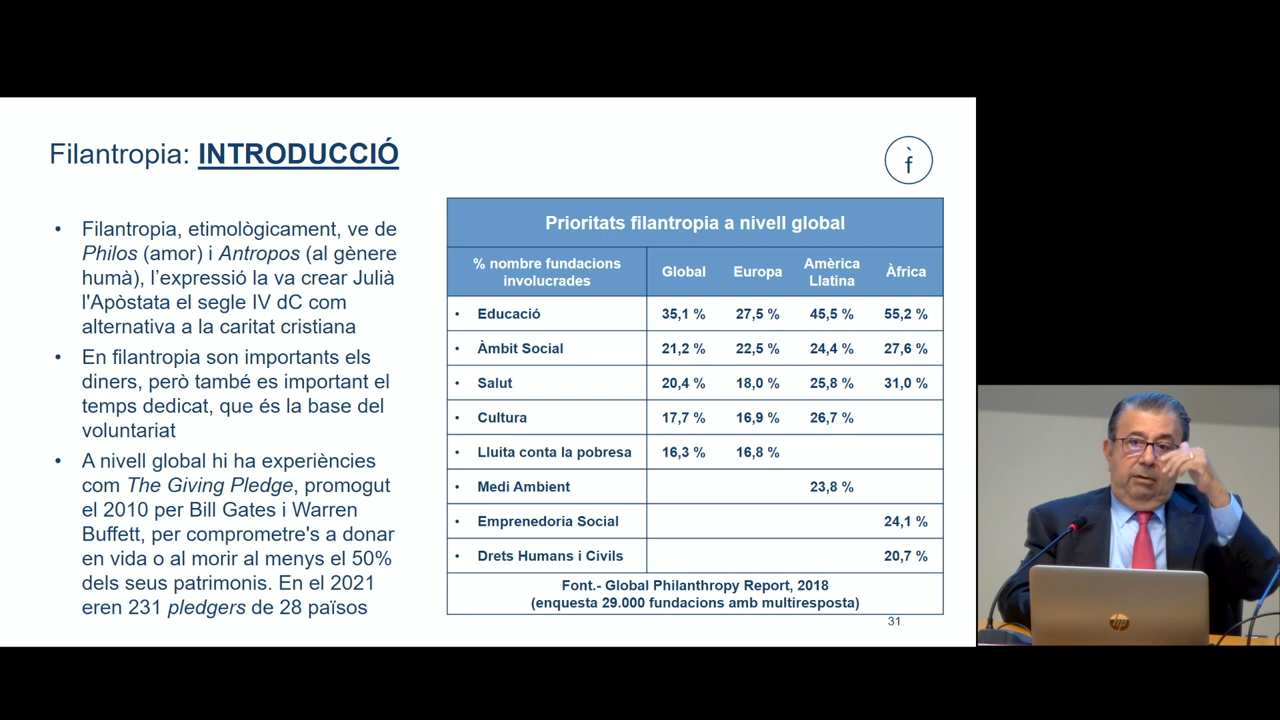 Filantropia: INTRODUCCIÓ
• Filantropia, etimològicament, ve de
Philos (amor) i Antropos (al gènere
humà), l'expressió la va crear Julià
l'Apòstata el segle IV dC com
alternativa a la caritat cristiana
• En filantropia son importants els
diners, però també es important el
temps dedicat, que és la base del
voluntariat
• A nivell global hi ha experiències
com The Giving Pledge, promogut
el 2010 per Bill Gates i Warren
Buffett, per comprometre's a donar
en vida o al morir al menys el 50%
dels seus patrimonis. En el 2021
eren 231 pledgers de 28 països
f̀
Prioritats filantropia a nivell global
% nombre fundacions
involucrades
Global Europa Amèrica
Llatina Àfrica
• Educació 35,1 % 27,5 % 45,5 % 55,2 %
• Àmbit Social 21,2 % 22,5 % 24,4 % 27,6 %
• Salut 20,4 % 18,0 % 25,8 % 31,0 %
• Cultura 17,7 % 16,9 % 26,7 %
• Lluita conta la pobresa 16,3 % 16,8 %
• Medi Ambient 23,8 %
• Emprenedoria Social 24,1 %
• Drets Humans i Civils 20,7 %
Font.- Global Philanthropy Report, 2018
(enquesta 29.000 fundacions amb multiresposta)
31
hp